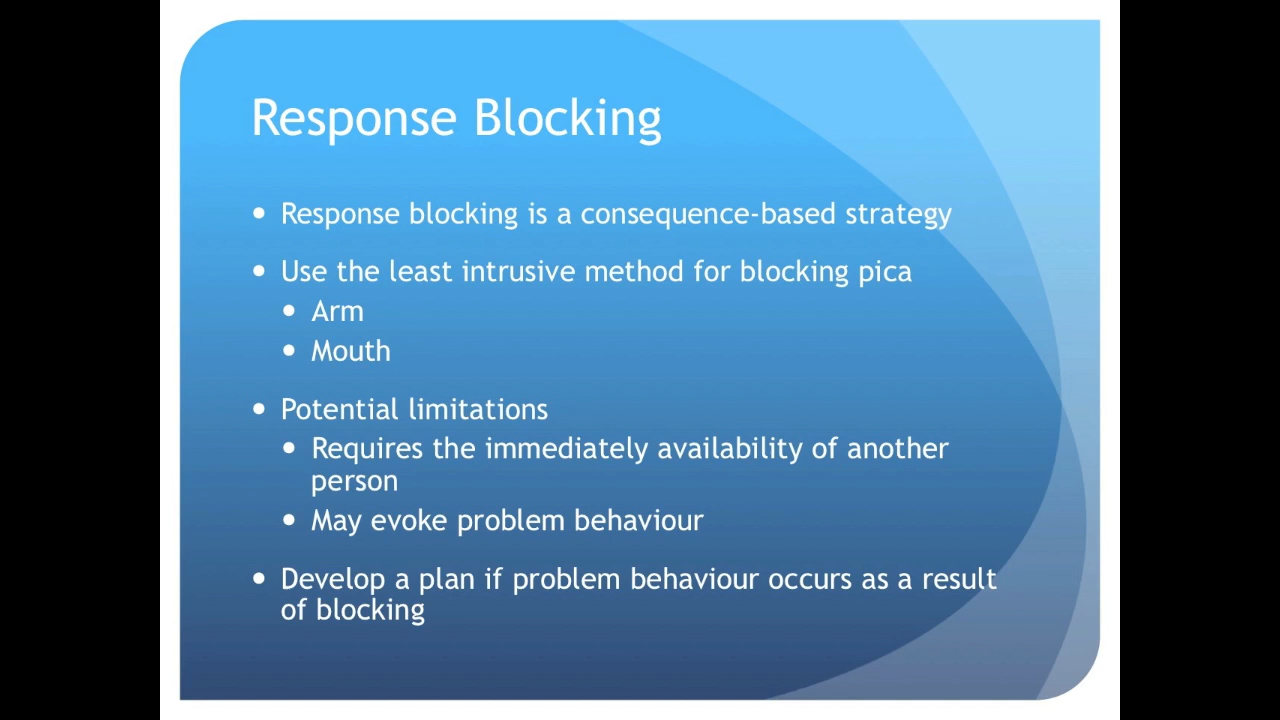 Response Blocking
• Response blocking is a consequence-based strategy
• Use the least intrusive method for blocking pica
• Arm
• Mouth
• Potential limitations
• Requires the immediately availability of another
person
• May evoke problem behaviour
• Develop a plan if problem behaviour occurs as a result
of blocking